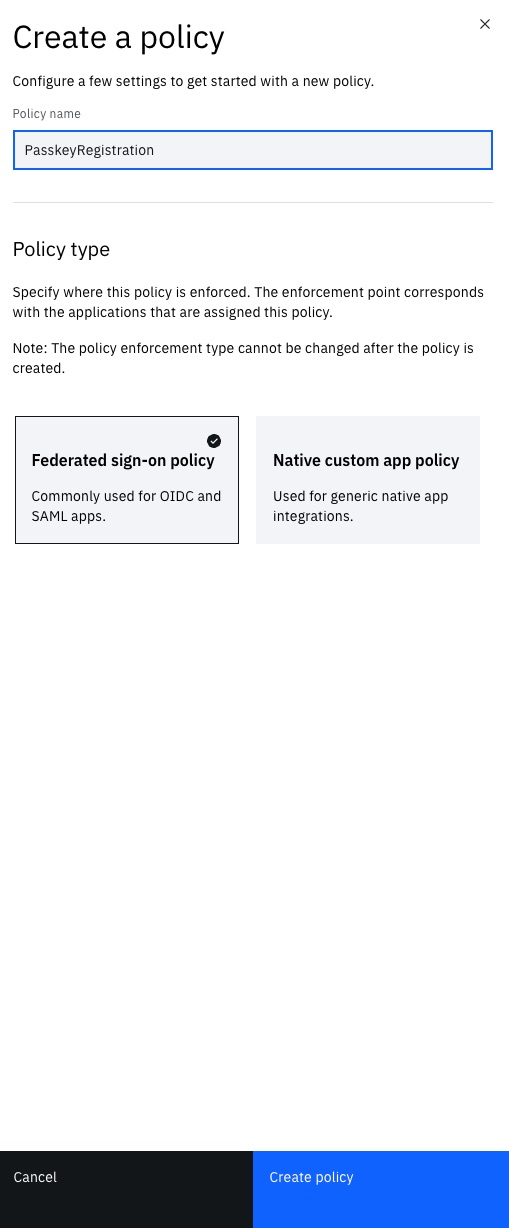 Create a policy
Configure a few settings to get started with a new policy.
Policy name
PasskeyRegistration
Policy type
Specify where this policy is enforced. The enforcement point corresponds
with the applications that are assigned this policy.
Note: The policy enforcement type cannot be changed after the policy is
created.
Federated sign-on policy
Commonly used for OIDC and
SAML apps.
Native custom app policy
Used for generic native app
integrations.
Cancel
Create policy